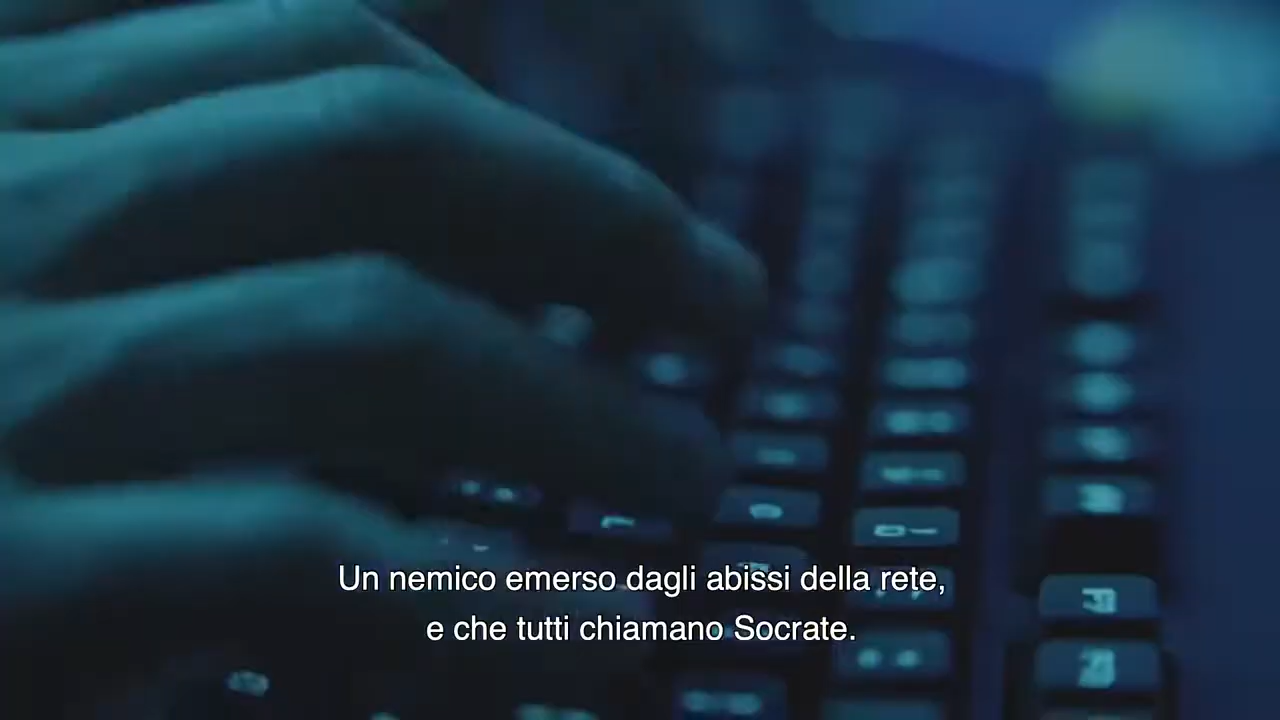 Un nemico emerso dagli abissi della rete,
e che tutti chiamano Socrate.